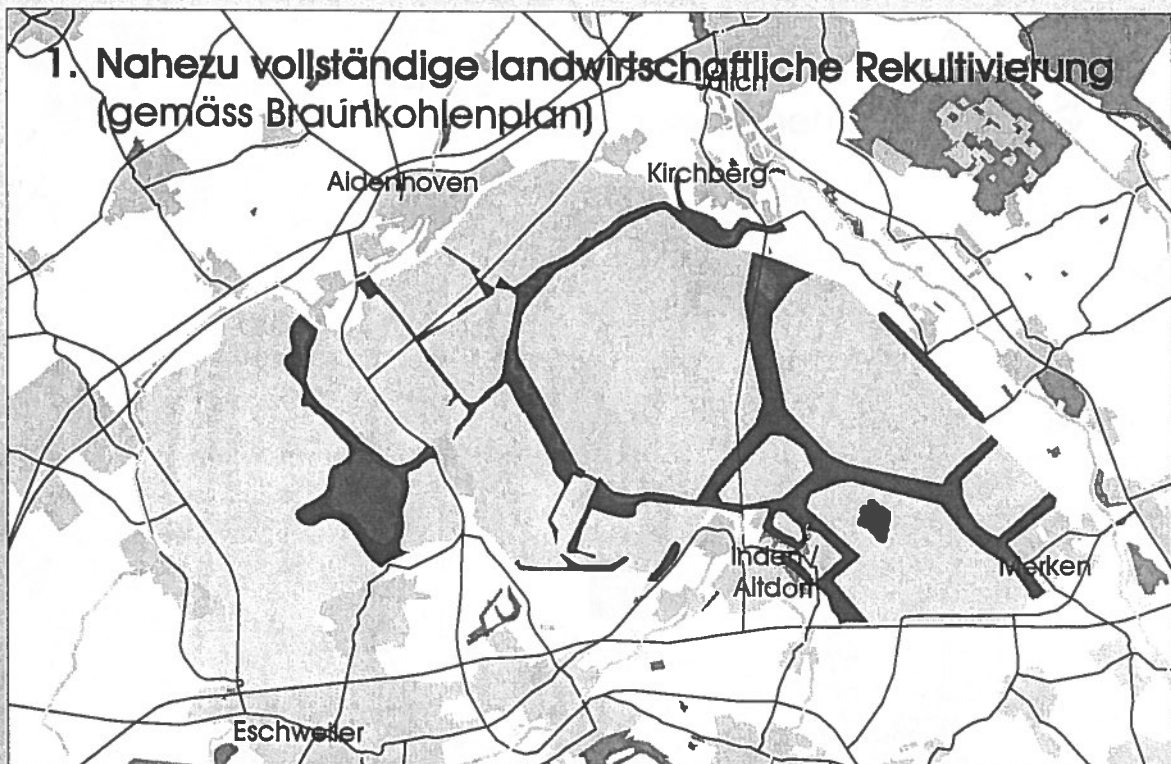 1. Nahezu vollständige landwirtschaftliche Rekultivierung
(gemäss Braunkohlenplan)
Jülich
Aldenhoven
Kirchberg
Inden /
Altdorf
Merken
Eschweiler